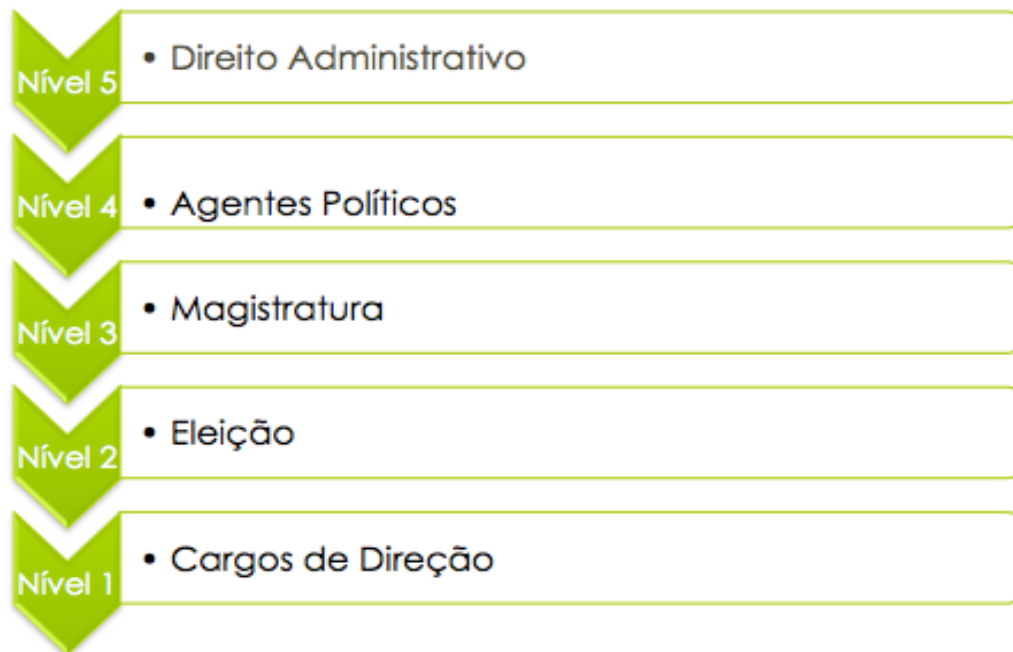 Nível 5
• Direito Administrativo
Nível 4
• Agentes Políticos
Nível 3
• Magistratura
Nível 2
• Eleição
Nível 1
• Cargos de Direção